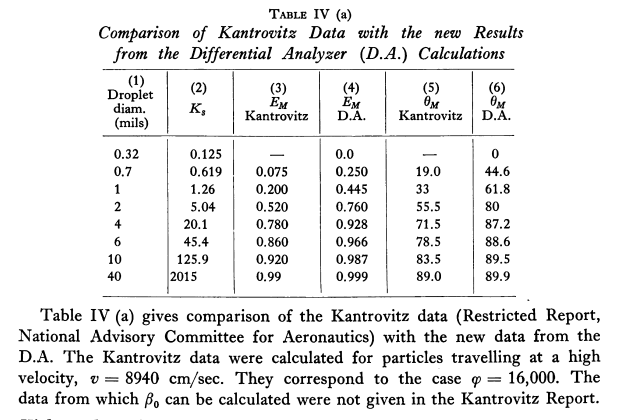 TABLE IV (a)
Comparison of Kantrovitz Data with the new Results
from the Differential Analyzer (D.A.) Calculations
(1) Droplet diam. (mils) (2) Kₛ (3) E_M Kantrovitz (4) E_M D.A. (5) θ_M Kantrovitz (6) θ_M D.A.
0.32 0.125 — 0.0 — 0
0.7 0.619 0.075 0.250 19.0 44.6
1 1.26 0.200 0.445 33 61.8
2 5.04 0.520 0.760 55.5 80
4 20.1 0.780 0.928 71.5 87.2
6 45.4 0.860 0.966 78.5 88.6
10 125.9 0.920 0.987 83.5 89.5
40 2015 0.99 0.999 89.0 89.9
Table IV (a) gives comparison of the Kantrovitz data (Restricted Report,
National Advisory Committee for Aeronautics) with the new data from the
D.A. The Kantrovitz data were calculated for particles travelling at a high
velocity, v = 8940 cm/sec. They correspond to the case φ = 16,000. The
data from which β₀ can be calculated were not given in the Kantrovitz Report.